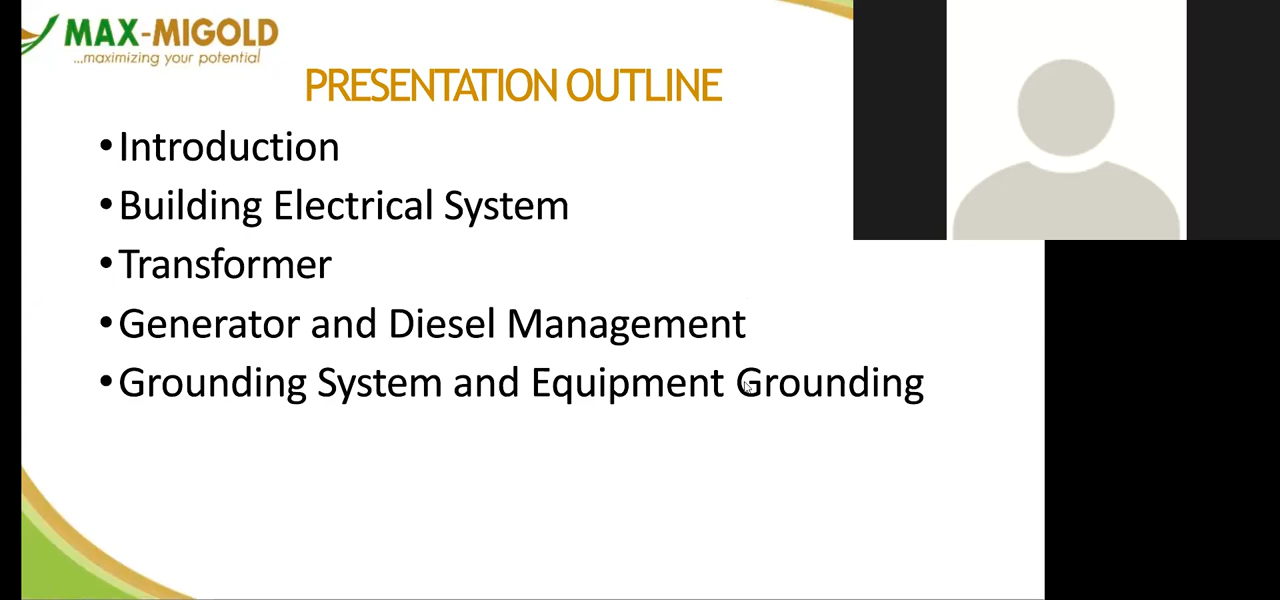 MAX-MIGOLD
...maximizing your potential
PRESENTATION OUTLINE
•Introduction
•Building Electrical System
•Transformer
•Generator and Diesel Management
•Grounding System and Equipment Grounding